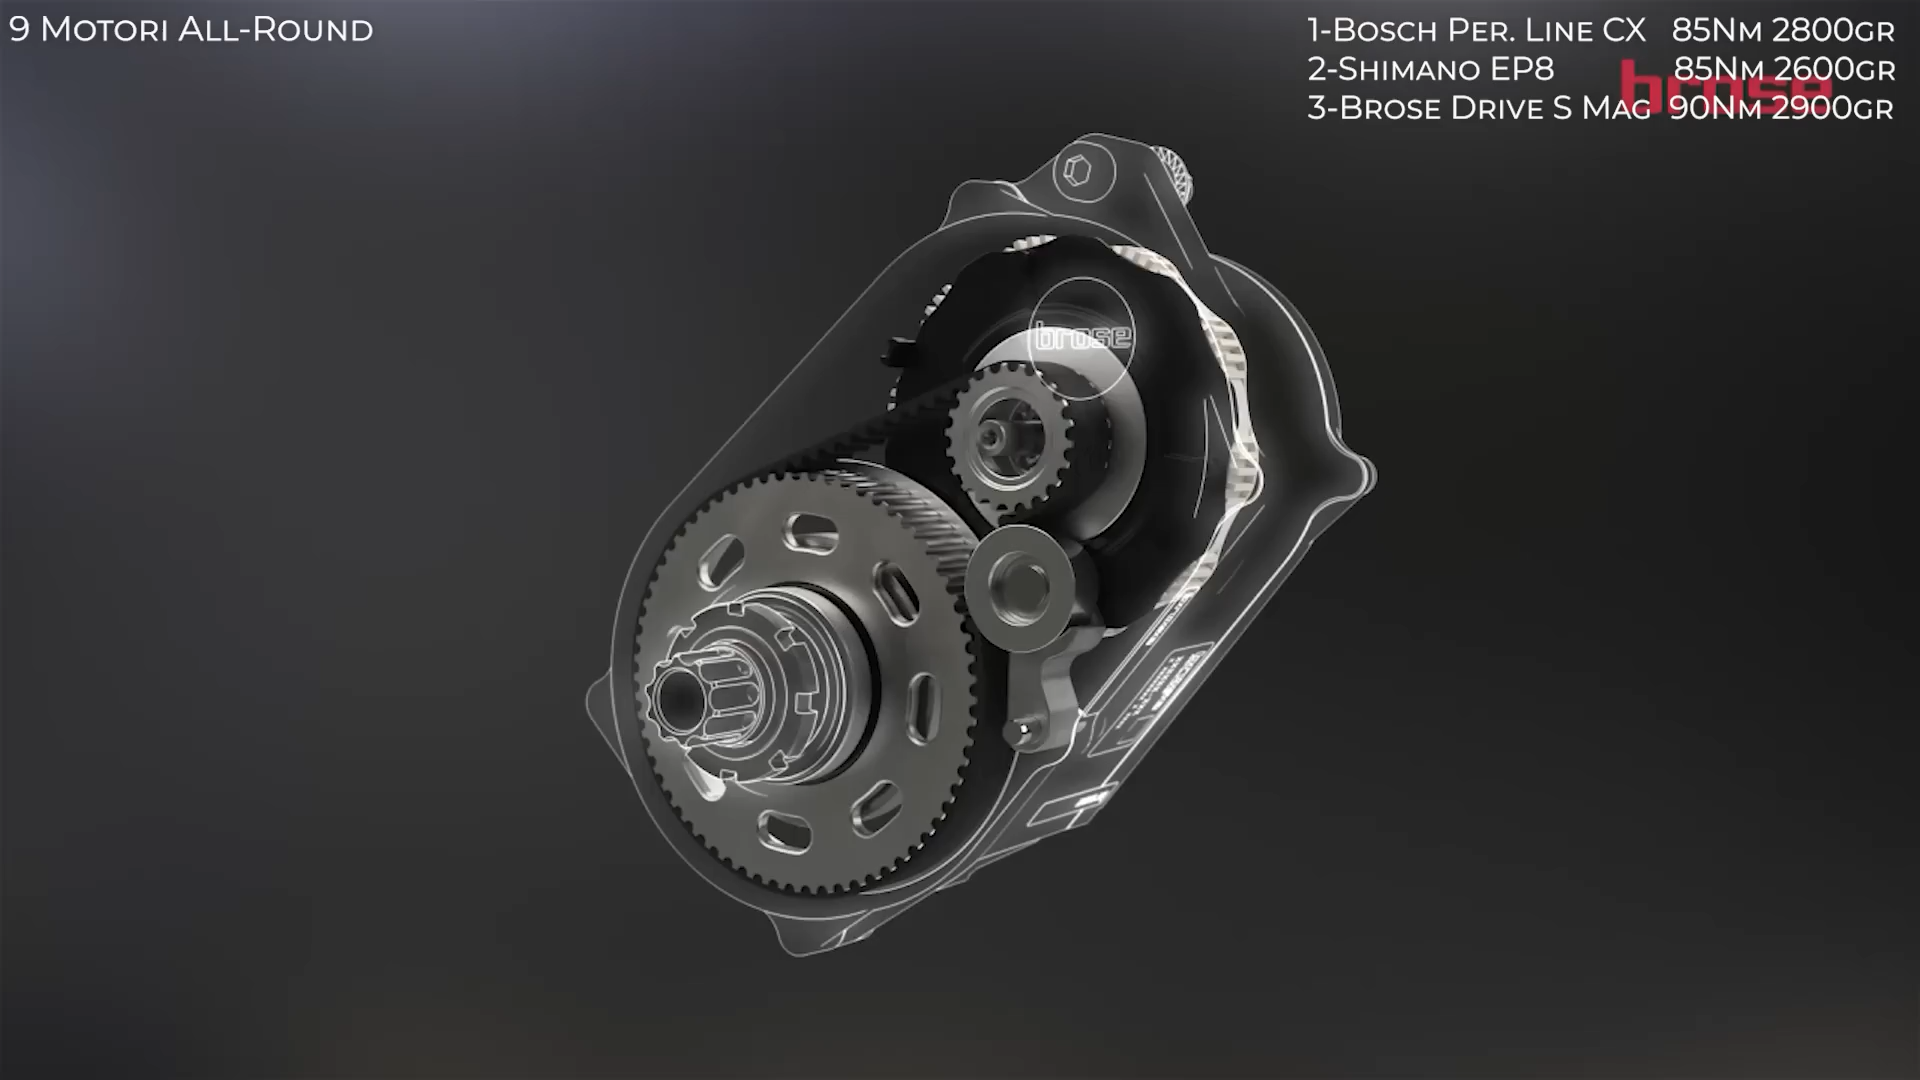 9 Motori All-Round
1-Bosch Per. Line CX 85Nm 2800gr
2-Shimano EP8 85Nm 2600gr
3-Brose Drive S Mag 90Nm 2900gr
brose
brose